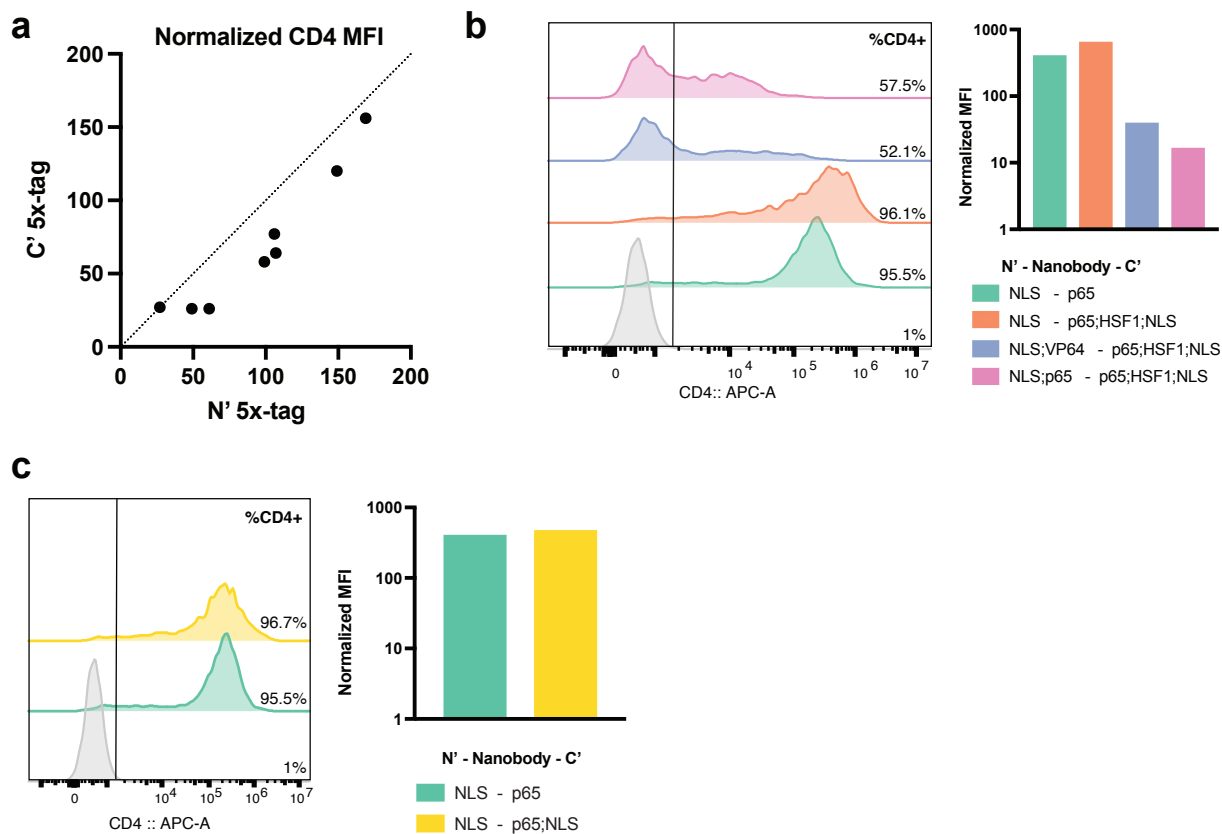 a
Normalized CD4 MFI
200
150
100
50
0
C' 5x-tag
0 50 100 150 200
N' 5x-tag
b
%CD4+
57.5%
52.1%
96.1%
95.5%
1%
0 10^4 10^5 10^6 10^7
CD4:: APC-A
1000
100
10
1
Normalized MFI
N' - Nanobody - C'
NLS - p65
NLS - p65;HSF1;NLS
NLS;VP64 - p65;HSF1;NLS
NLS;p65 - p65;HSF1;NLS
c
%CD4+
96.7%
95.5%
1%
0 10^4 10^5 10^6 10^7
CD4 :: APC-A
1000
100
10
1
Normalized MFI
N' - Nanobody - C'
NLS - p65
NLS - p65;NLS